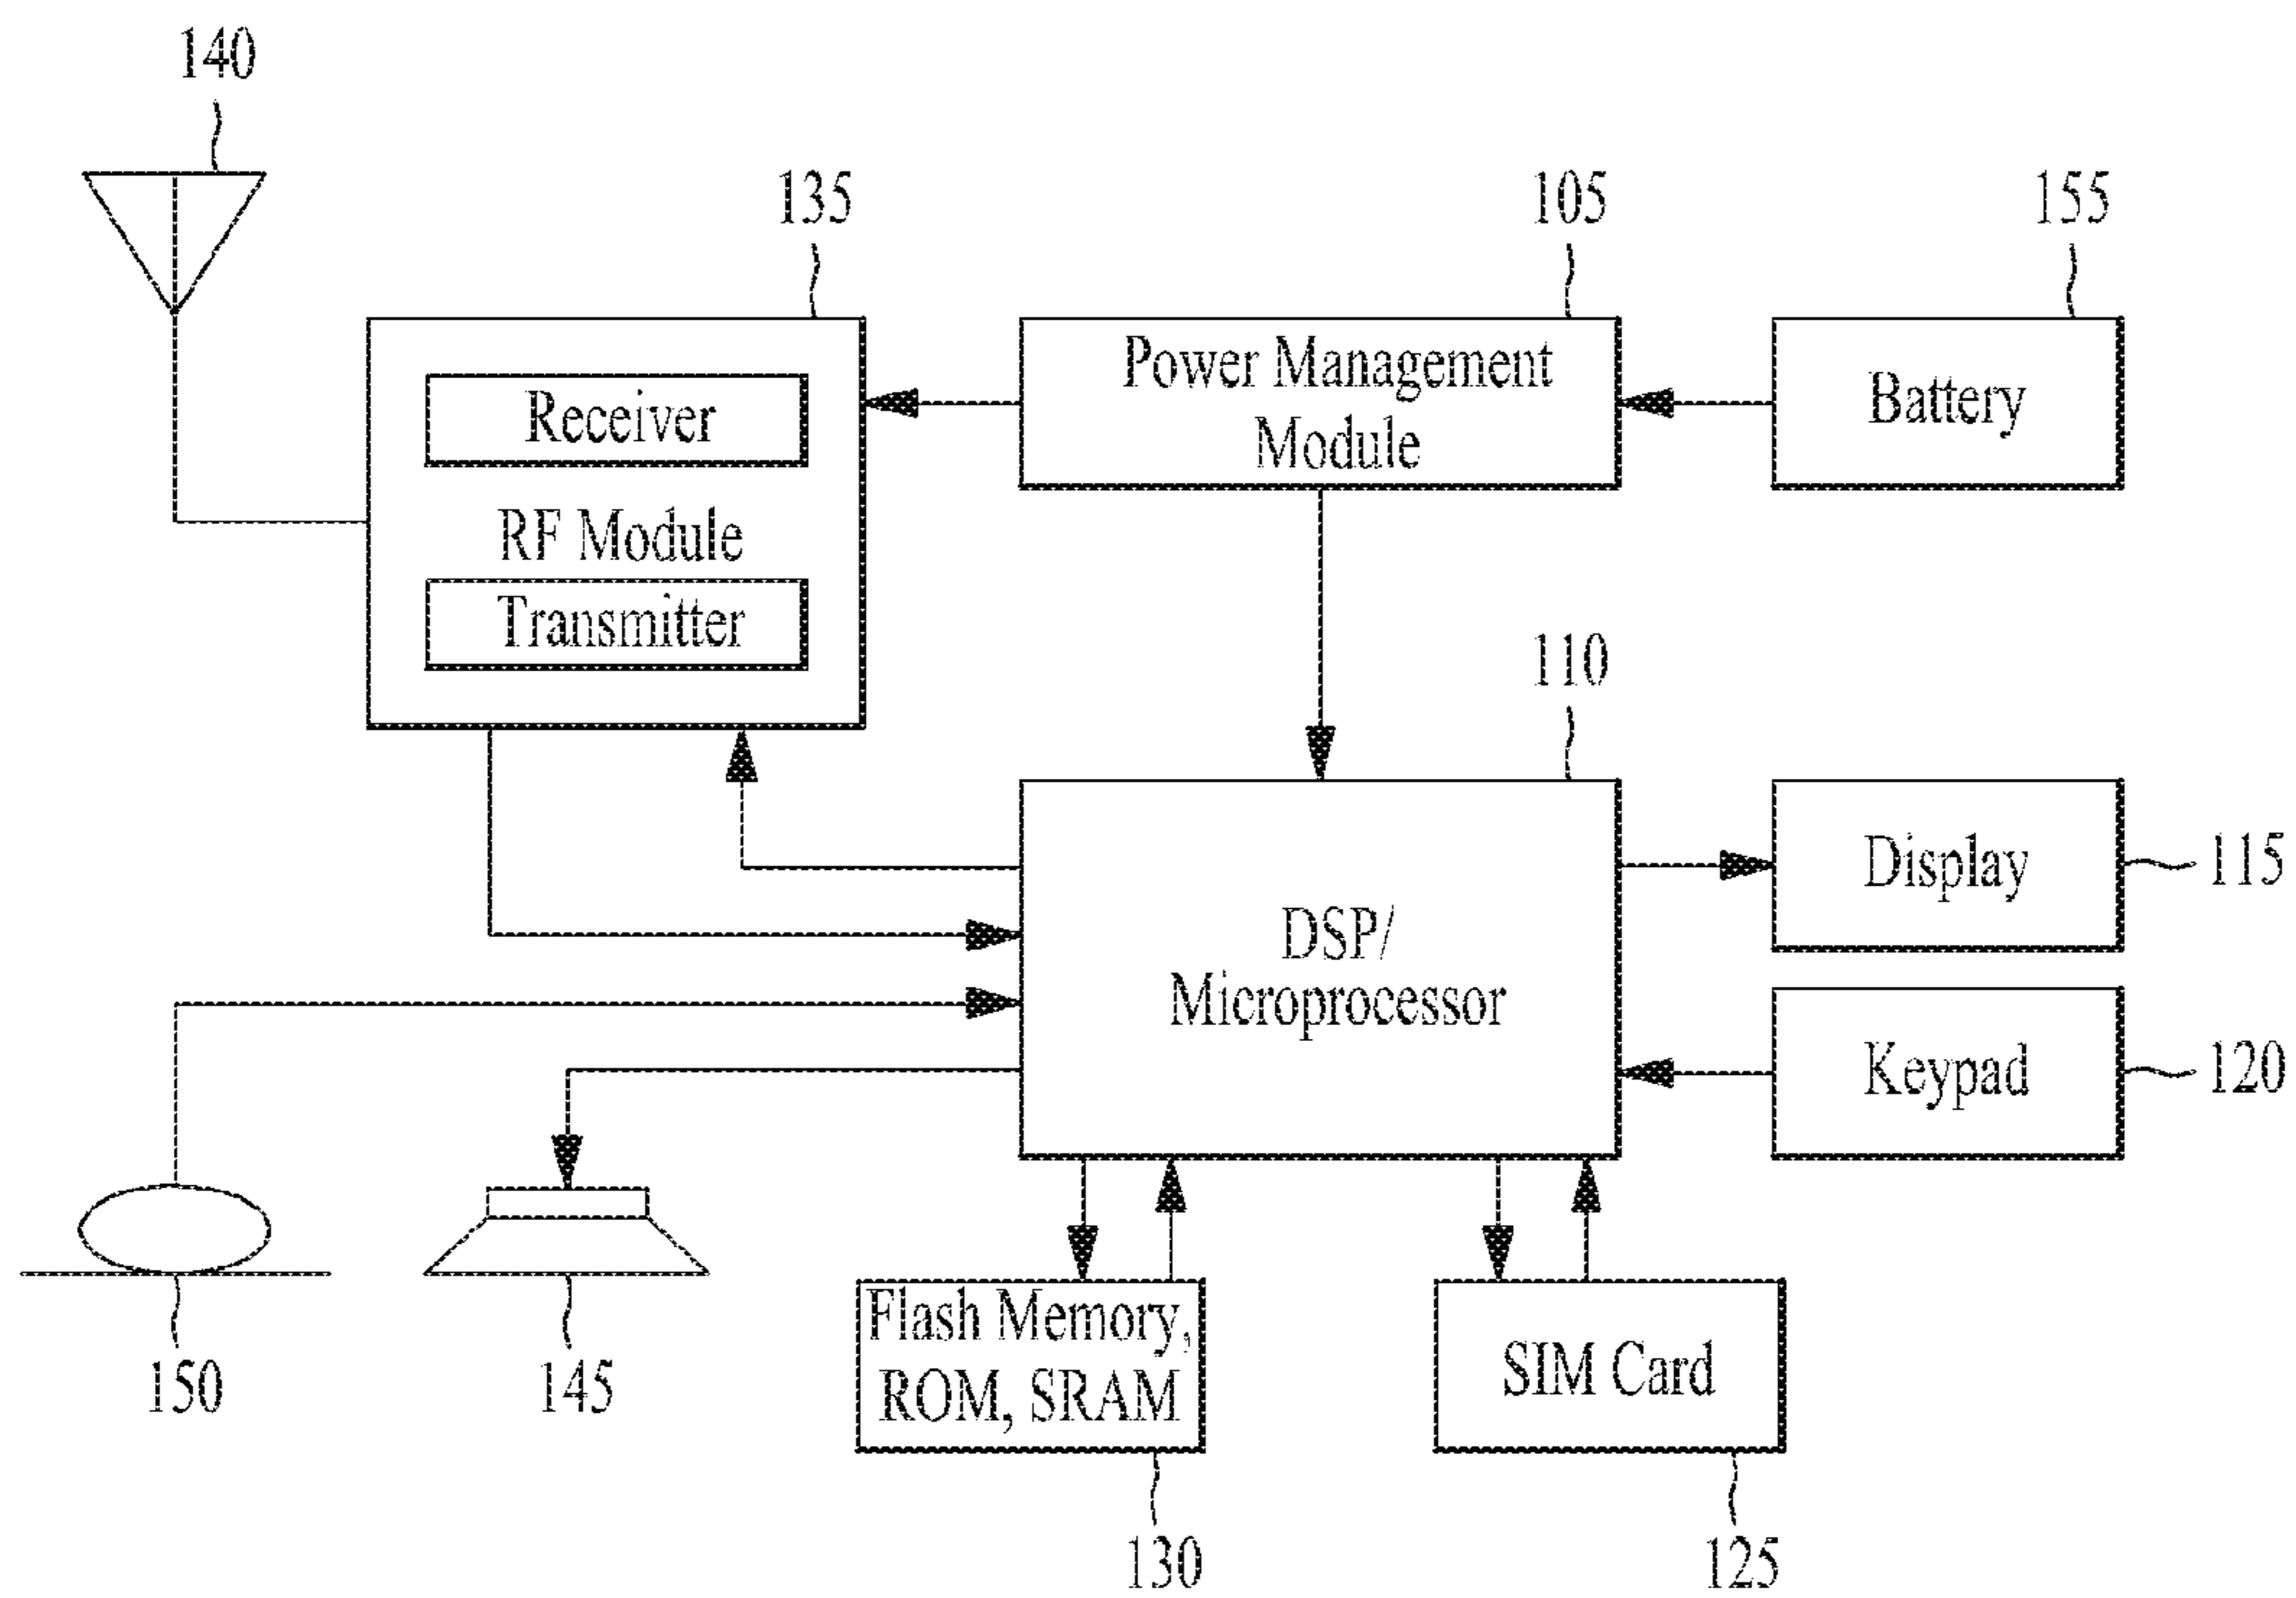 140
135
105
155
Receiver
RF Module
Transmitter
Power Management
Module
Battery
110
DSP/
Microprocessor
Display
115
Keypad
120
150
145
Flash Memory,
ROM, SRAM
SIM Card
130
125